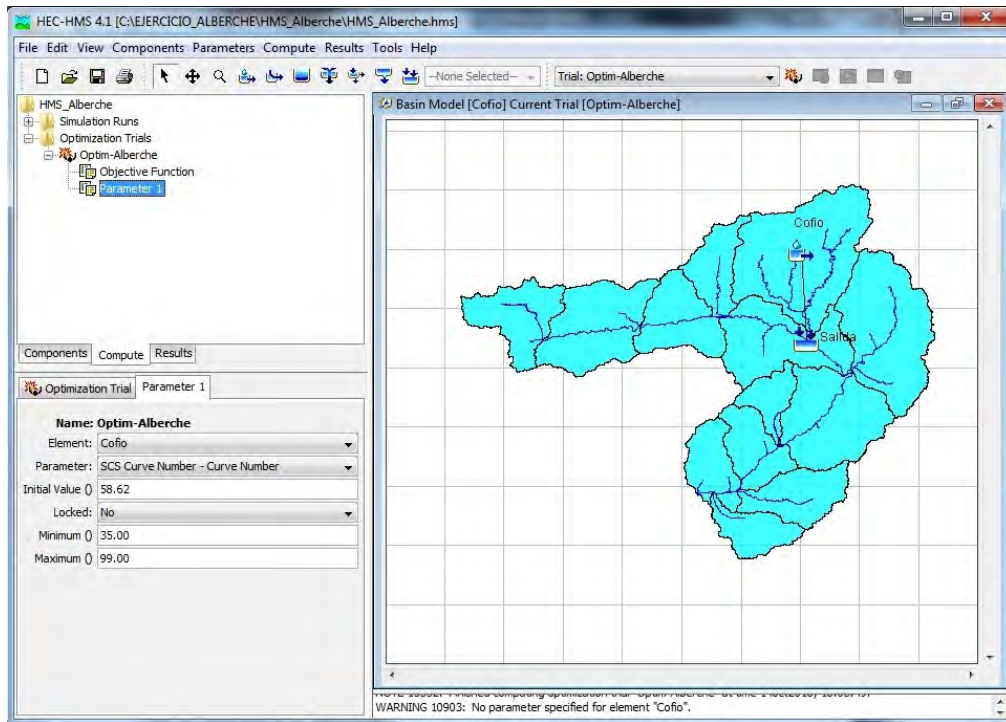 HEC-HMS 4.1 [C:\EJERCICIO_ALBERCHE\HMS_Alberche\HMS_Alberche.hms]
File Edit View Components Parameters Compute Results Tools Help
--None Selected-- Trial: Optim-Alberche
HMS_Alberche
Simulation Runs
Optimization Trials
Optim-Alberche
Objective Function
Parameter 1
Components Compute Results
Optimization Trial Parameter 1
Name: Optim-Alberche
Element: Cofio
Parameter: SCS Curve Number - Curve Number
Initial Value () 58.62
Locked: No
Minimum () 35.00
Maximum () 99.00
Basin Model [Cofio] Current Trial [Optim-Alberche]
Cofio
Salida
WARNING 10903: No parameter specified for element "Cofio".